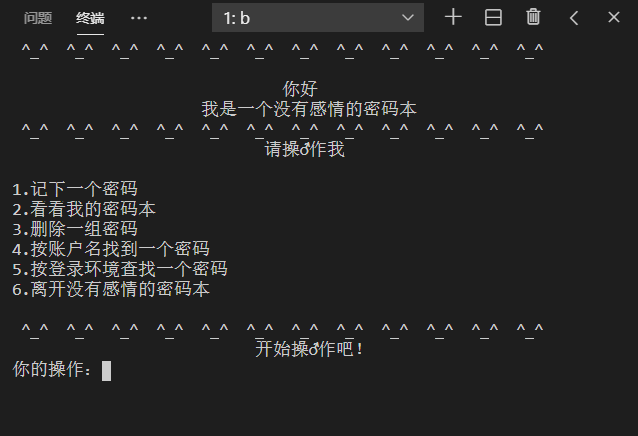 问题 终端 ··· 1: b
^_^ ^_^ ^_^ ^_^ ^_^ ^_^ ^_^ ^_^ ^_^ ^_^ ^_^ ^_^
你好
我是一个没有感情的密码本
^_^ ^_^ ^_^ ^_^ ^_^ ^_^ ^_^ ^_^ ^_^ ^_^ ^_^ ^_^
请操o҉作我
1.记下一个密码
2.看看我的密码本
3.删除一组密码
4.按账户名找到一个密码
5.按登录环境查找一个密码
6.离开没有感情的密码本
^_^ ^_^ ^_^ ^_^ ^_^ ^_^ ^_^ ^_^ ^_^ ^_^ ^_^ ^_^
开始操o҉作吧!
你的操作: